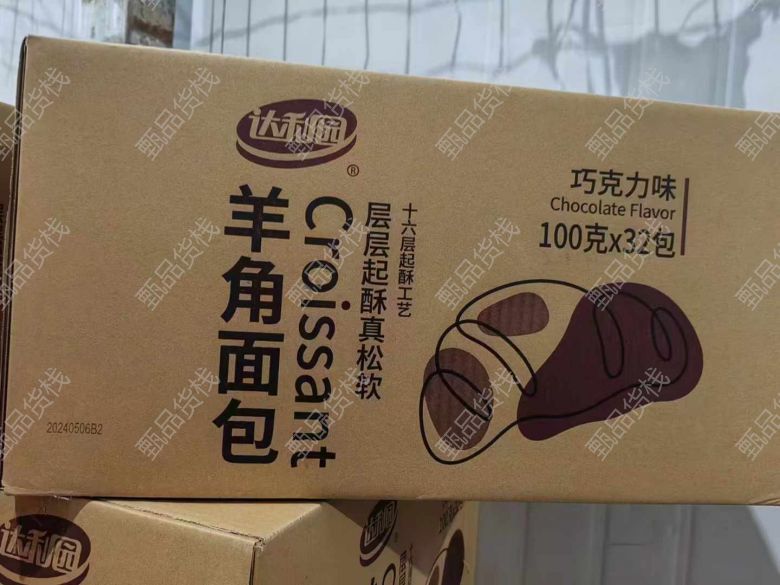 达利园
®
羊角面包
Croissant
层层起酥真松软
十六层起酥工艺
巧克力味
Chocolate Flavor
100克x32包
20240506B2
达利园
甄品货栈